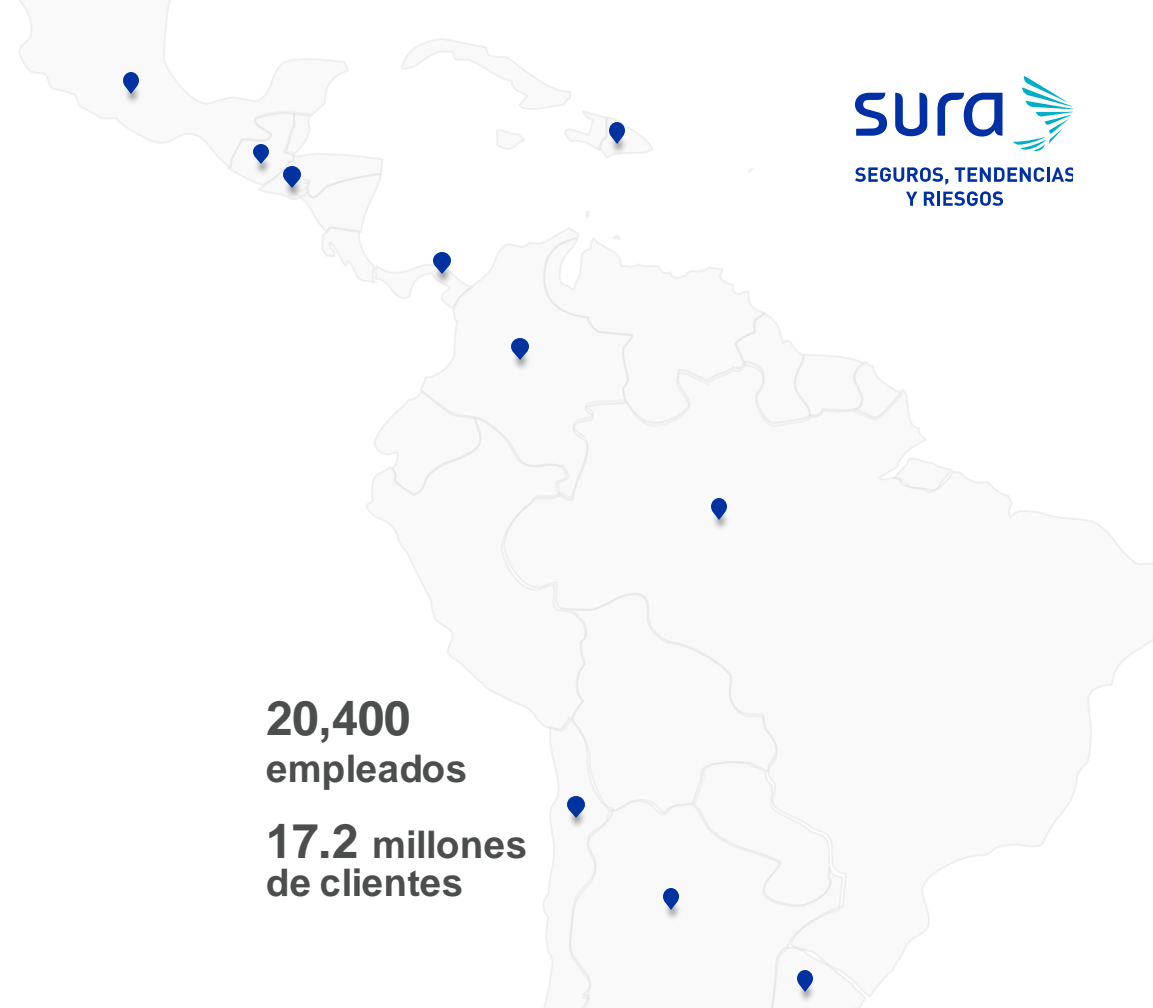 sura
SEGUROS, TENDENCIAS
Y RIESGOS
20,400
empleados
17.2 millones
de clientes